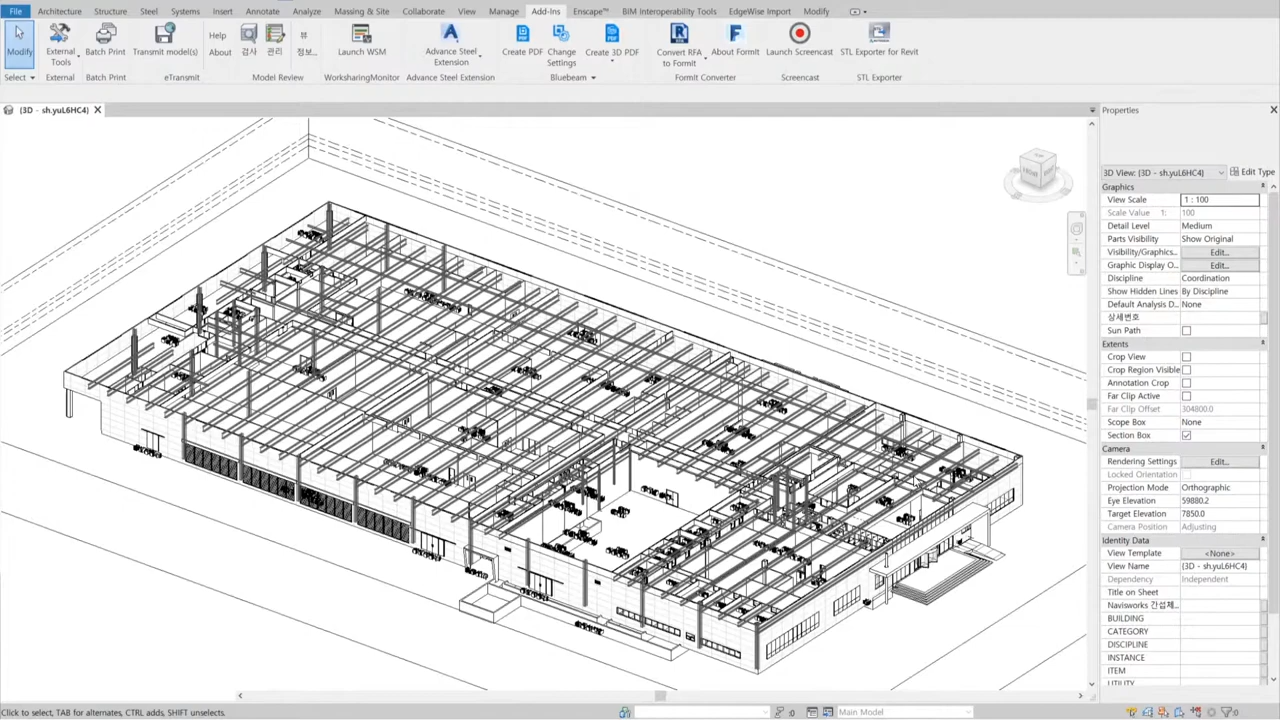 File Architecture Structure Steel Systems Insert Annotate Analyze Massing & Site Collaborate View Manage Add-Ins Enscape™ BIM Interoperability Tools EdgeWise Import Modify
Modify
External Tools
Batch Print
Transmit model(s)
Help
About
검사
관리
뷰
정보...
Launch WSM
Advance Steel Extension
Create PDF
Change Settings
Create 3D PDF
Convert RFA to FormIt
About FormIt
Launch Screencast
STL Exporter for Revit
Select External Batch Print eTransmit Model Review WorksharingMonitor Advance Steel Extension Bluebeam FormIt Converter Screencast STL Exporter
{3D - sh.yuL6HC4}
Properties
3D View: {3D - sh.yuL6HC4} Edit Type
Graphics
View Scale 1 : 100
Scale Value 1: 100
Detail Level Medium
Parts Visibility Show Original
Visibility/Graphics... Edit...
Graphic Display O... Edit...
Discipline Coordination
Show Hidden Lines By Discipline
Default Analysis D... None
상세번호
Sun Path
Extents
Crop View
Crop Region Visible
Annotation Crop
Far Clip Active
Far Clip Offset 304800.0
Scope Box None
Section Box
Camera
Rendering Settings Edit...
Locked Orientation
Projection Mode Orthographic
Eye Elevation 59880.2
Target Elevation 7850.0
Camera Position Adjusting
Identity Data
View Template <None>
View Name {3D - sh.yuL6HC4}
Dependency Independent
Title on Sheet
Navisworks 간섭체...
BUILDING
CATEGORY
DISCIPLINE
INSTANCE
ITEM
UTILITY
Click to select, TAB for alternates, CTRL adds, SHIFT unselects. :0 Main Model :0